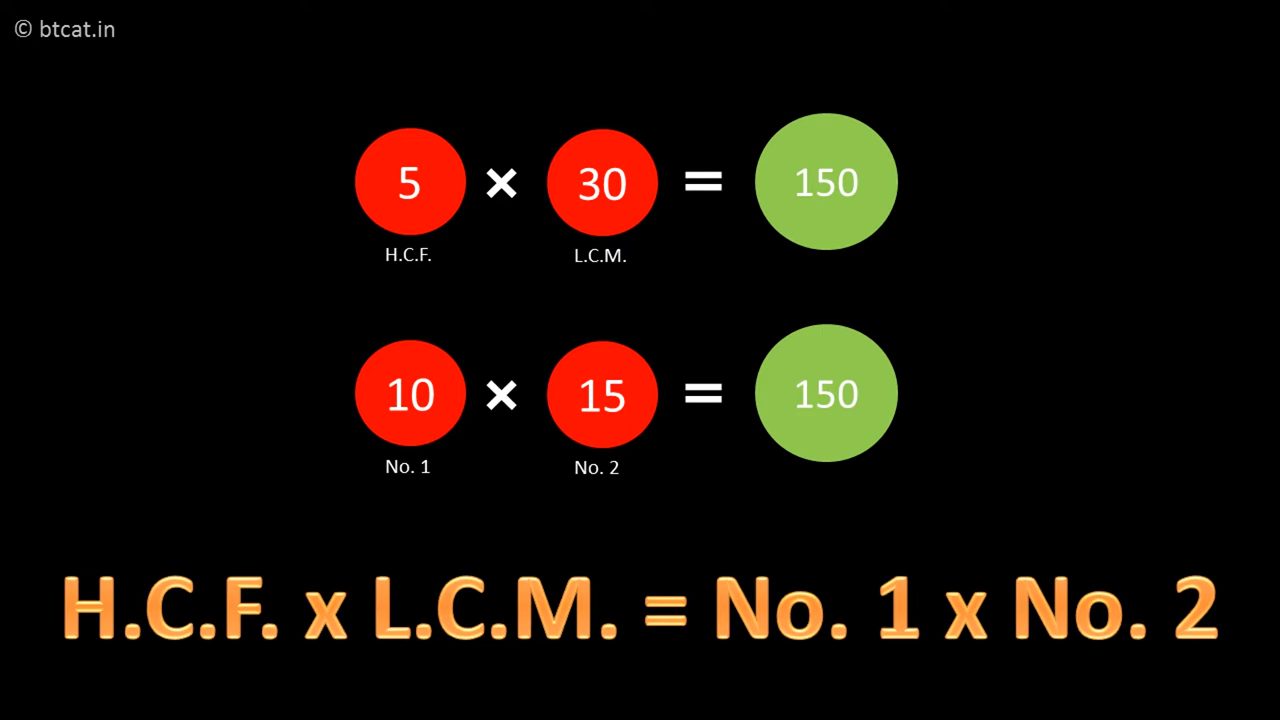 © btcat.in
5 × 30 = 150
H.C.F. L.C.M.
10 × 15 = 150
No. 1 No. 2
H.C.F. x L.C.M. = No. 1 x No. 2